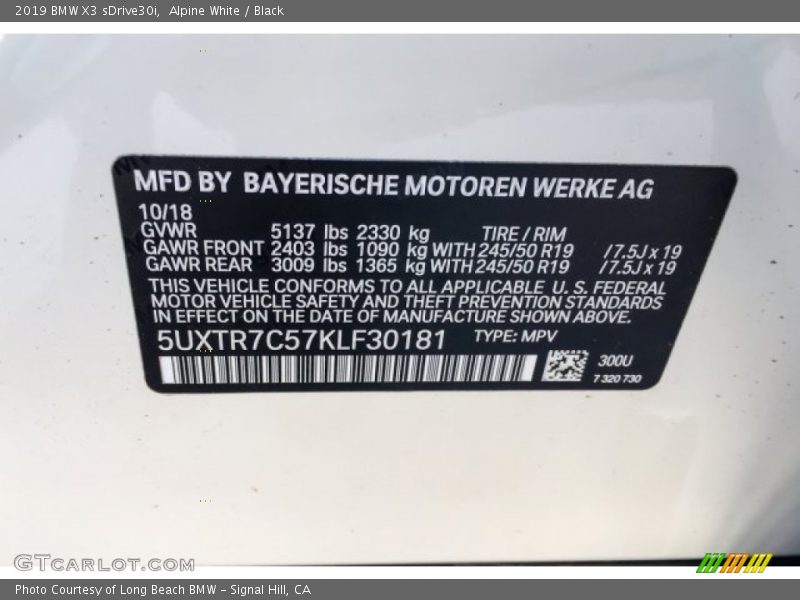 2019 BMW X3 sDrive30i,  Alpine White / Black
MFD BY BAYERISCHE MOTOREN WERKE AG
10/18
GVWR 5137 lbs 2330 kg TIRE / RIM
GAWR FRONT 2403 lbs 1090 kg WITH 245/50 R19 /7.5J x 19
GAWR REAR 3009 lbs 1365 kg WITH 245/50 R19 /7.5J x 19
THIS VEHICLE CONFORMS TO ALL APPLICABLE U. S. FEDERAL
MOTOR VEHICLE SAFETY AND THEFT PREVENTION STANDARDS
IN EFFECT ON THE DATE OF MANUFACTURE SHOWN ABOVE.
5UXTR7C57KLF30181 TYPE: MPV
300U
7 320 730
GTCARLOT.COM
Photo Courtesy of Long Beach BMW - Signal Hill, CA